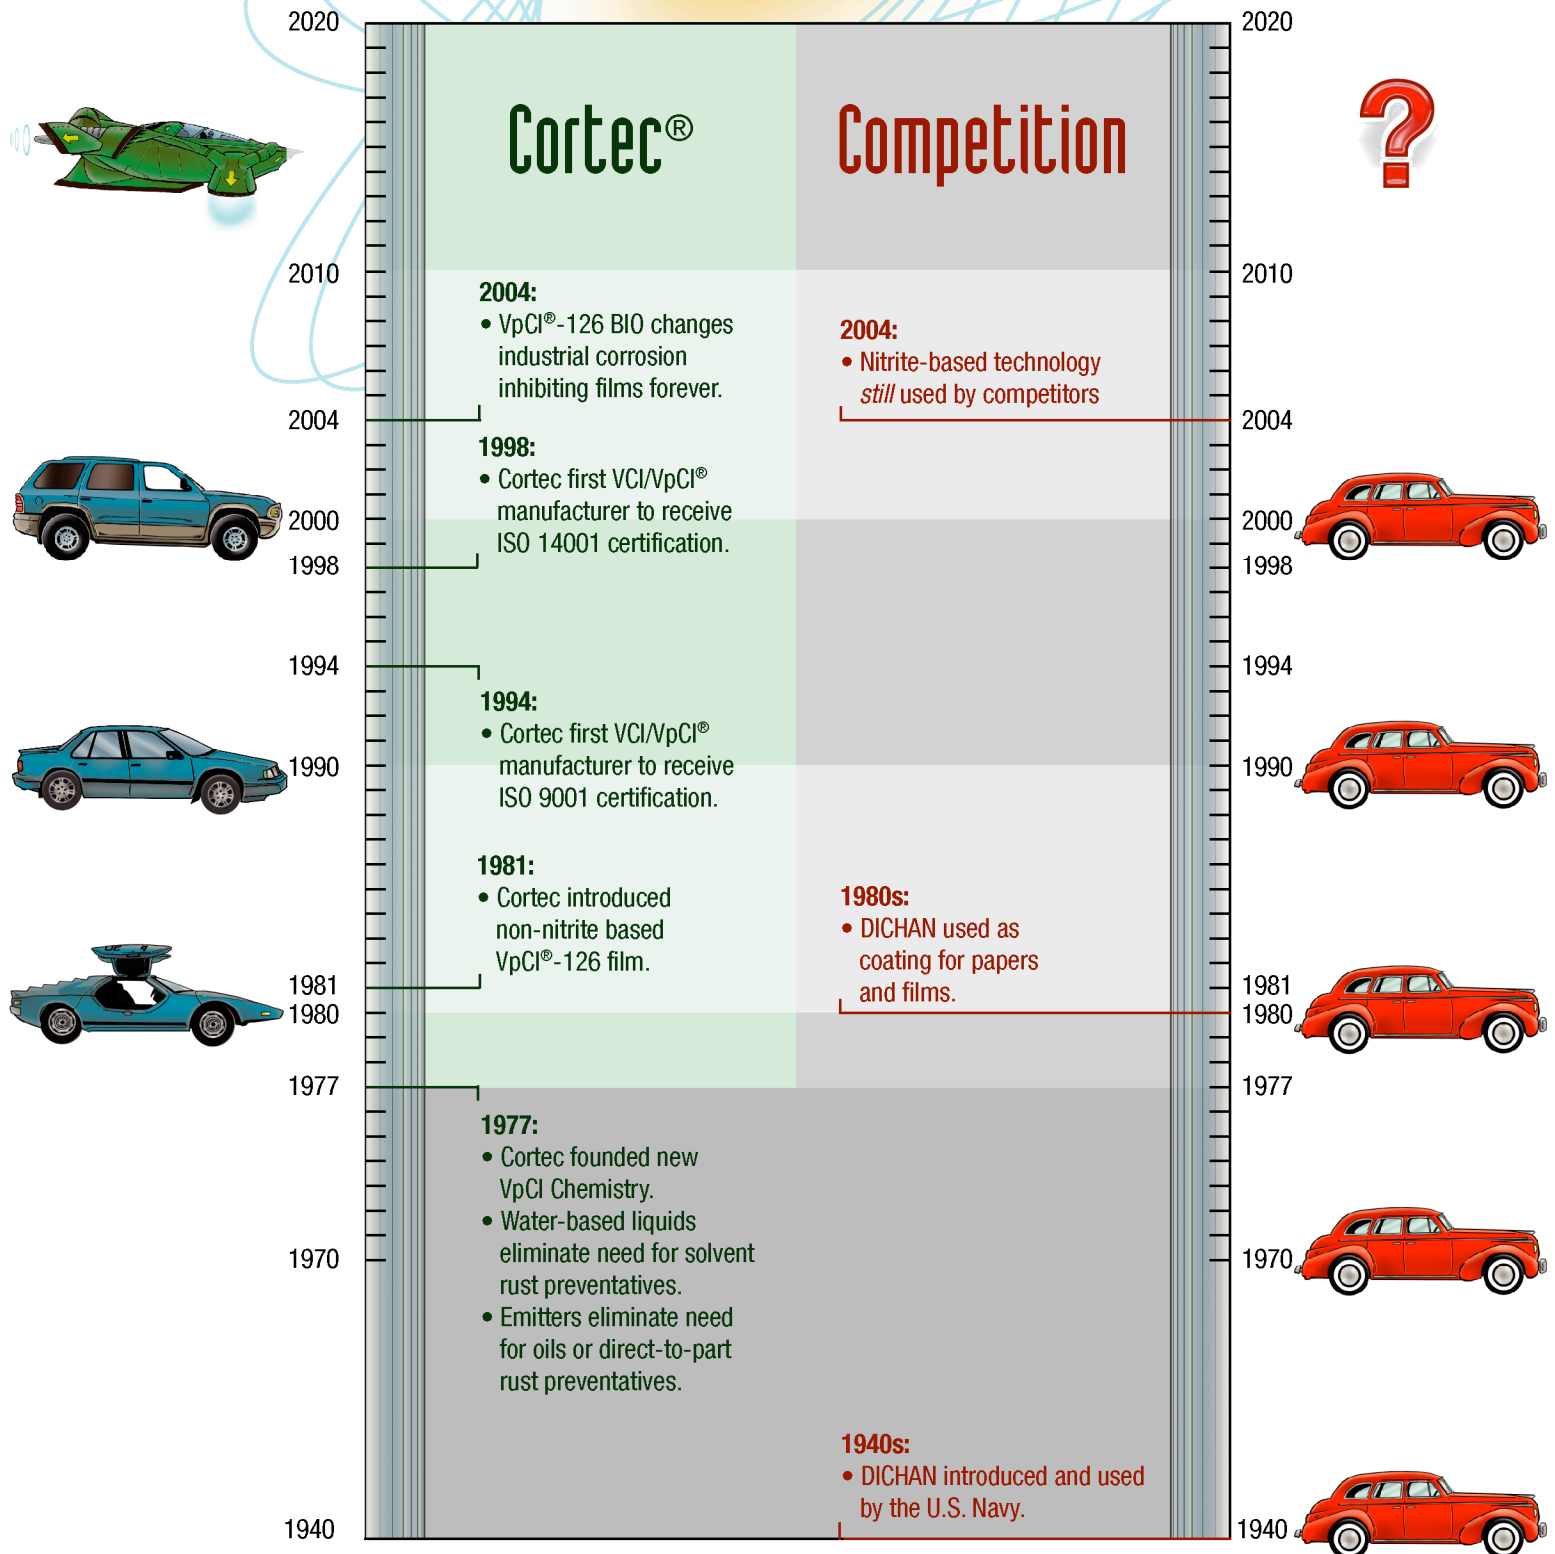 2020
2020
Cortec®
Competition
2010
2010
2004:
• VpCI®-126 BIO changes
industrial corrosion
inhibiting films forever.
2004:
• Nitrite-based technology
still used by competitors
2004
2004
1998:
• Cortec first VCI/VpCI®
manufacturer to receive
ISO 14001 certification.
2000
2000
1998
1998
1994
1994
1994:
• Cortec first VCI/VpCI®
manufacturer to receive
ISO 9001 certification.
1990
1990
1981:
• Cortec introduced
non-nitrite based
VpCI®-126 film.
1980s:
• DICHAN used as
coating for papers
and films.
1981
1981
1980
1980
1977
1977
1977:
• Cortec founded new
VpCI Chemistry.
• Water-based liquids
eliminate need for solvent
rust preventatives.
• Emitters eliminate need
for oils or direct-to-part
rust preventatives.
1970
1970
1940s:
• DICHAN introduced and used
by the U.S. Navy.
1940
1940